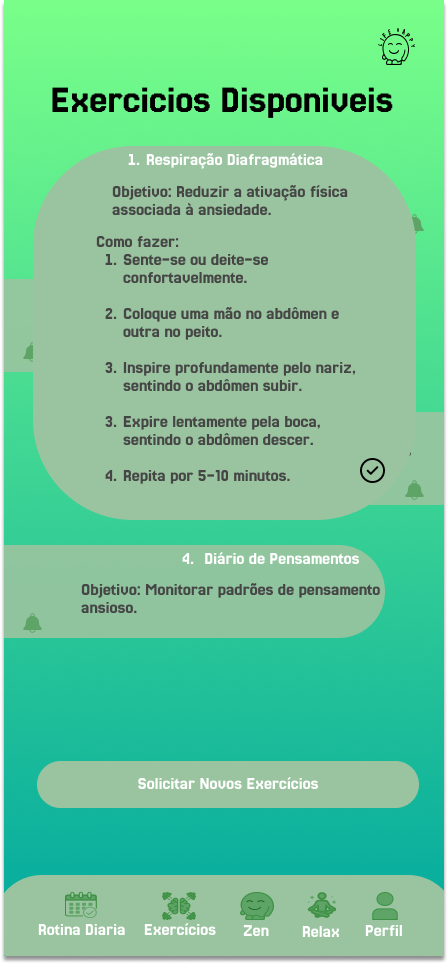 LIFE HAPPY
Exercicios Disponiveis
1. Respiração Diafragmática
Objetivo: Reduzir a ativação física
associada à ansiedade.
Como fazer:
1. Sente-se ou deite-se
confortavelmente.
2. Coloque uma mão no abdômen e
outra no peito.
3. Inspire profundamente pelo nariz,
sentindo o abdômen subir.
3. Expire lentamente pela boca,
sentindo o abdômen descer.
4. Repita por 5-10 minutos.
4. Diário de Pensamentos
Objetivo: Monitorar padrões de pensamento
ansioso.
Solicitar Novos Exercícios
Rotina Diaria
Exercícios
Zen
Relax
Perfil